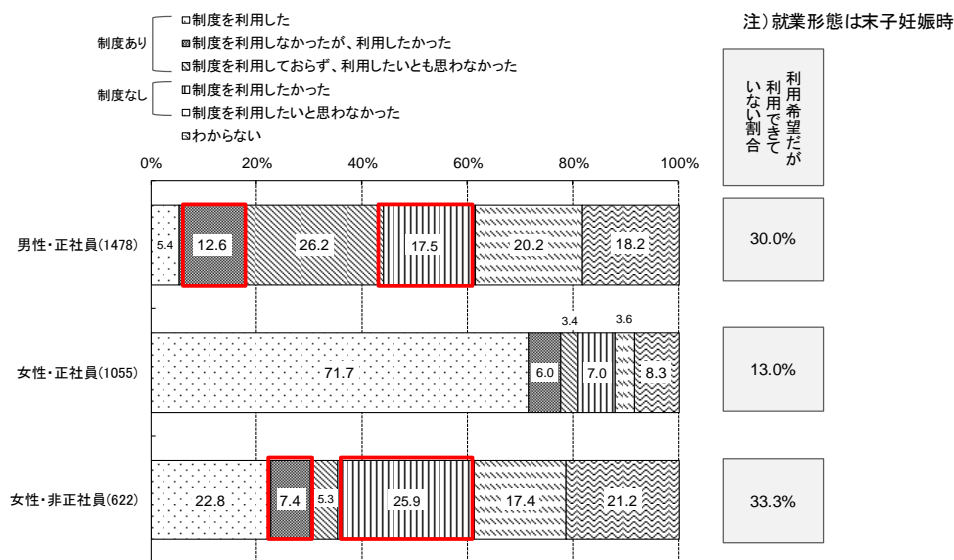 制度あり
□制度を利用した
制度を利用しなかったが、利用したかった
制度を利用しておらず、利用したいとも思わなかった
制度なし
制度を利用したかった
□制度を利用したいと思わなかった
わからない
注）就業形態は末子妊娠時
利用希望だが
利用できて
いない割合
0% 20% 40% 60% 80% 100%
男性・正社員(1478) 5.4 12.6 26.2 17.5 20.2 18.2 30.0%
3.4 3.6
女性・正社員(1055) 71.7 6.0 7.0 8.3 13.0%
女性・非正社員(622) 22.8 7.4 5.3 25.9 17.4 21.2 33.3%